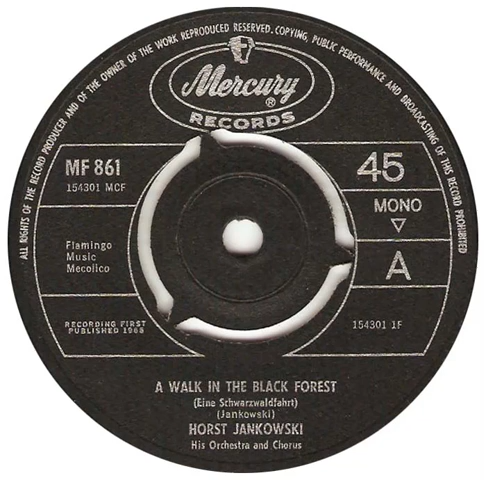 ALL RIGHTS OF THE RECORD PRODUCER AND OF THE OWNER OF THE WORK REPRODUCED RESERVED. COPYING, PUBLIC PERFORMANCE AND BROADCASTING OF THIS RECORD PROHIBITED
Mercury
®
RECORDS
MF 861
154301 MCF
45
MONO
A
Flamingo
Music
Mecolico
RECORDING FIRST
PUBLISHED 1965
154301 1F
A WALK IN THE BLACK FOREST
(Eine Schwarzwaldfahrt)
(Jankowski)
HORST JANKOWSKI
His Orchestra and Chorus